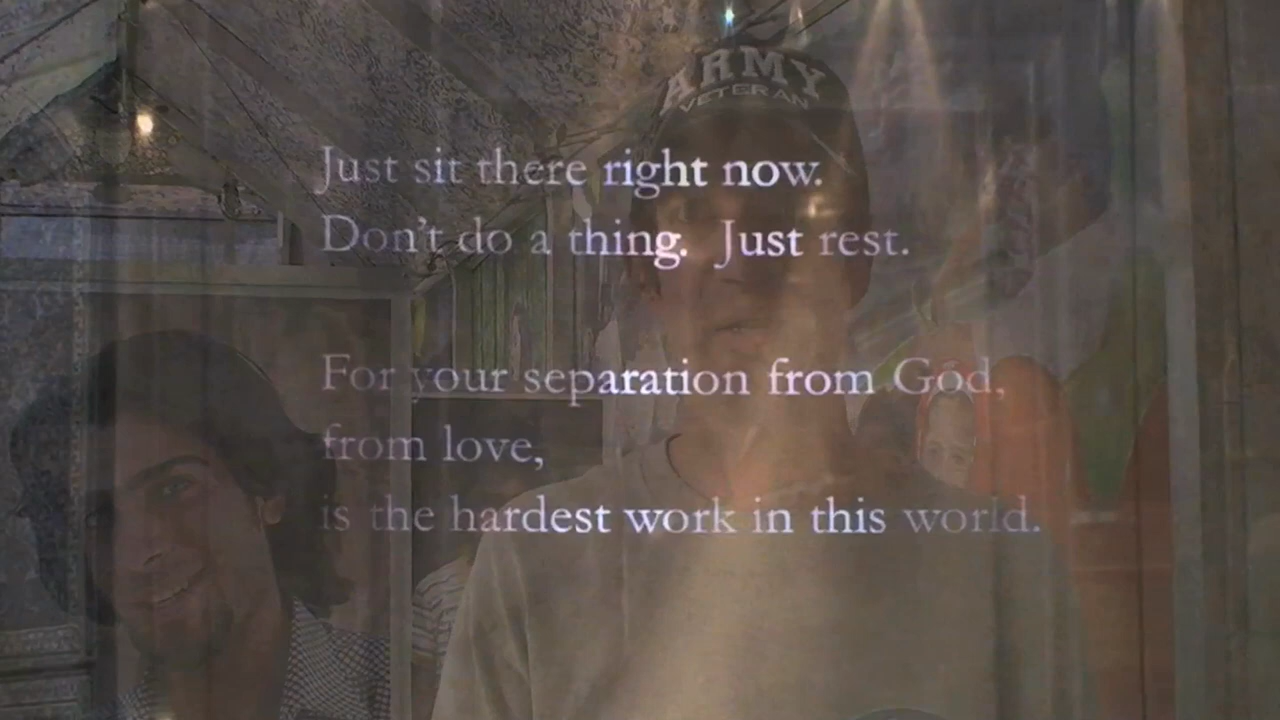 ARMY
VETERAN
Just sit there right now.
Don't do a thing. Just rest.
For your separation from God,
from love,
is the hardest work in this world.